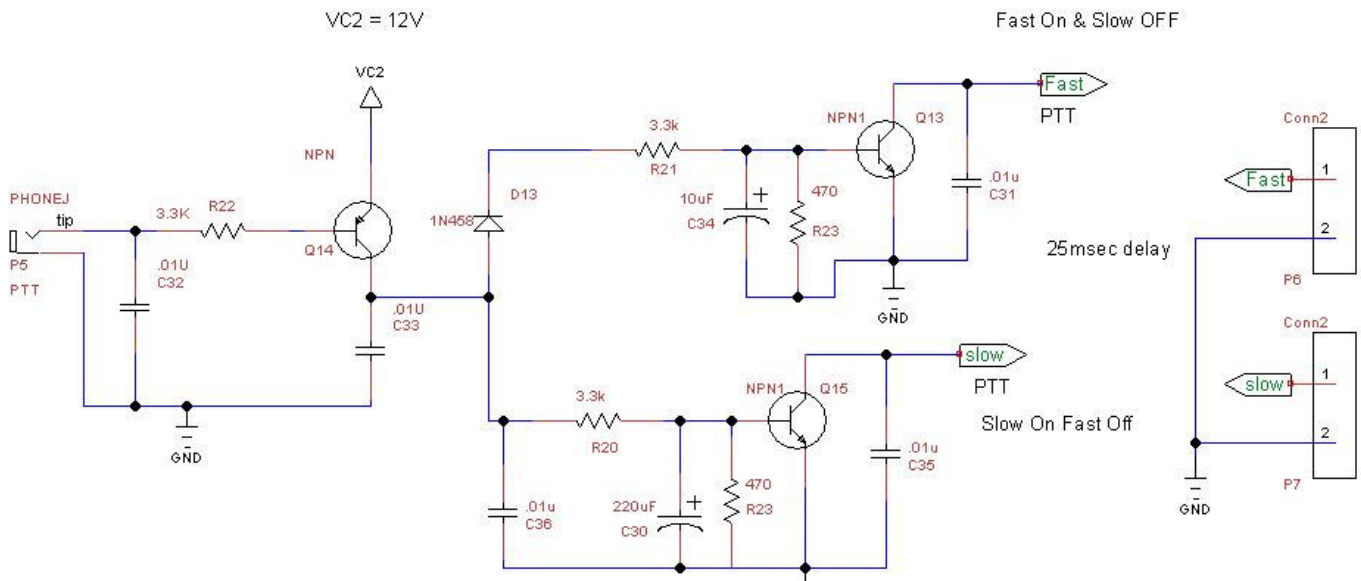 VC2 = 12V
Fast On & Slow OFF
VC2
Fast
PTT
NPN
3.3k
R21
NPN1
Q13
Conn2
1
Fast
2
P6
D13
1N458
10uF
C34
470
R23
.01u
C31
25msec delay
PHONEJ
tip
3.3K
R22
Q14
P5
PTT
.01U
C32
.01U
C33
GND
GND
slow
PTT
Slow On Fast Off
Conn2
1
slow
2
P7
GND
3.3k
R20
NPN1
Q15
.01u
C36
220uF
C30
470
R23
.01u
C35